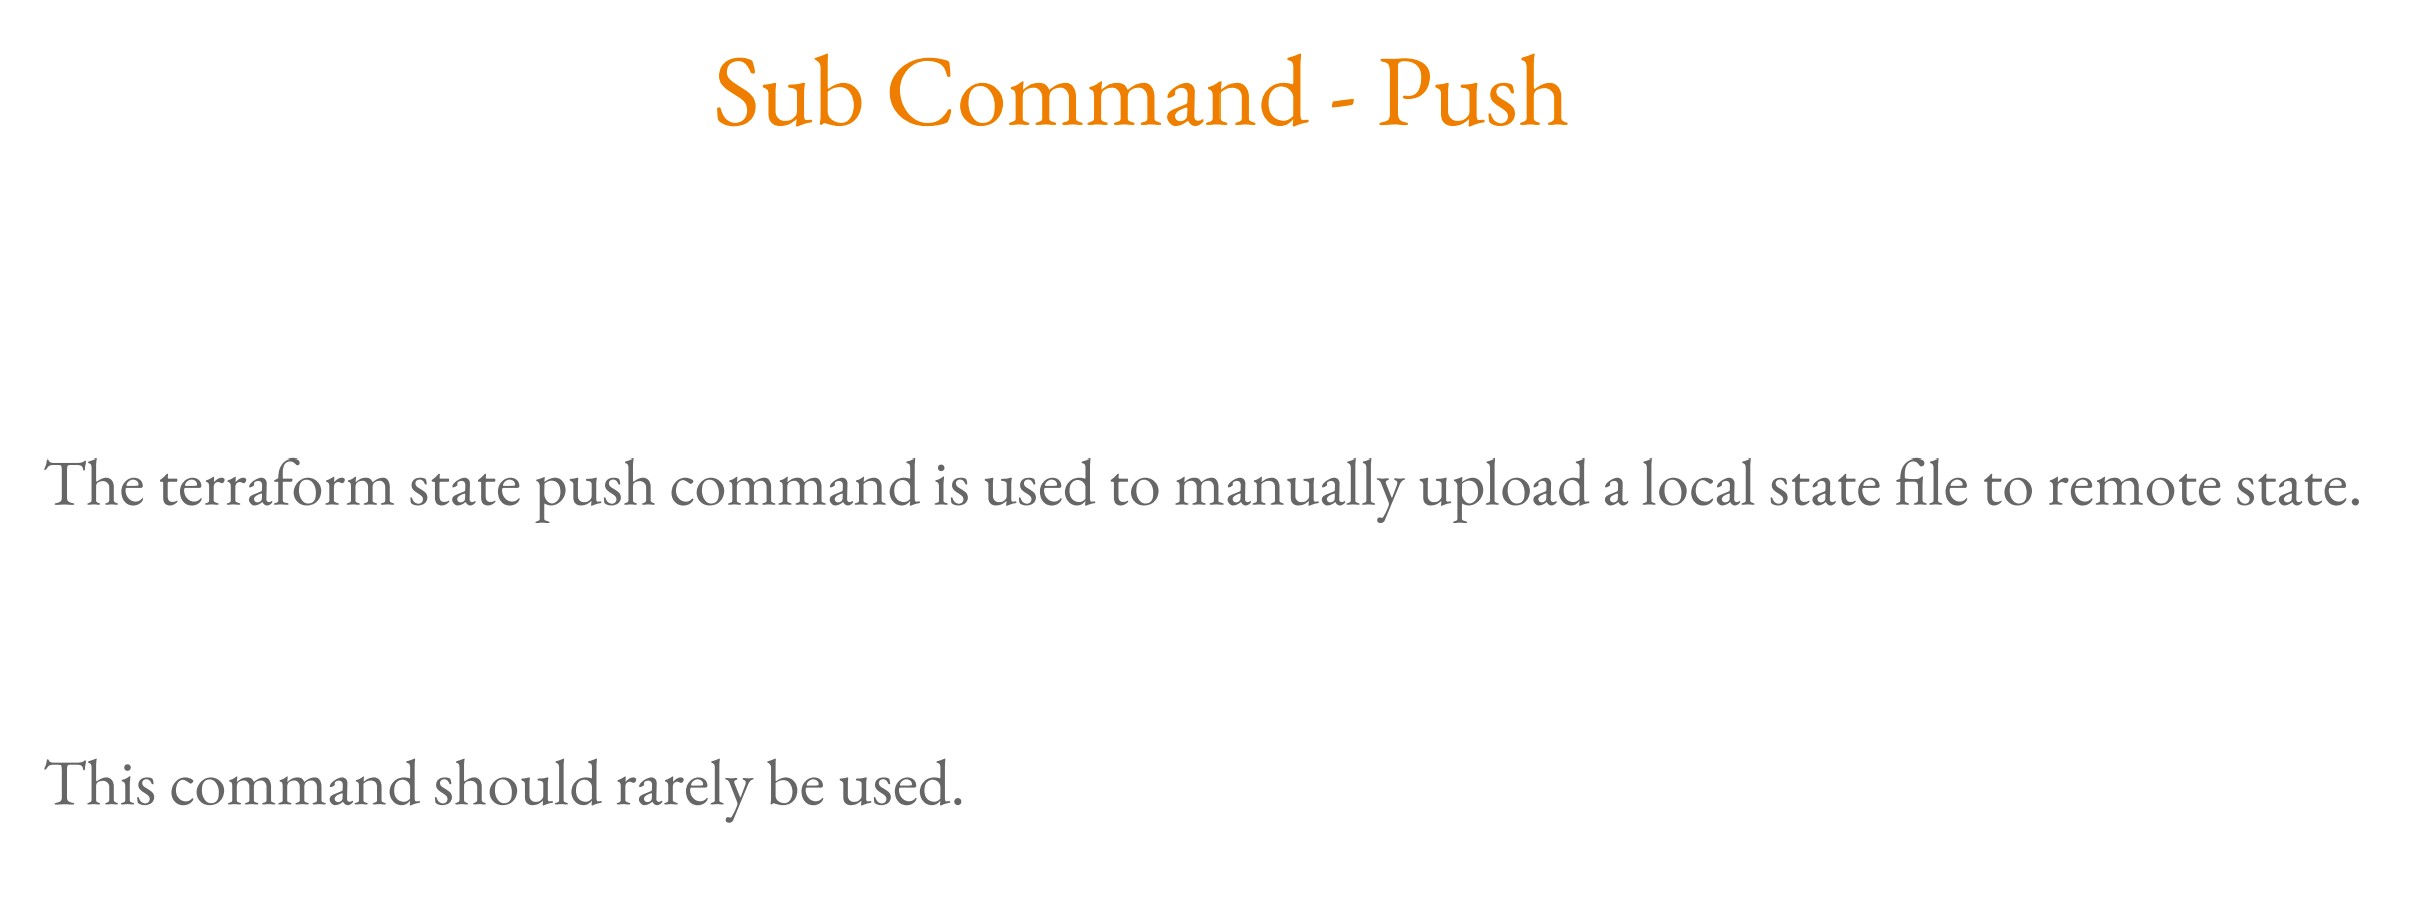 Sub Command - Push
The terraform state push command is used to manually upload a local state file to remote state.
This command should rarely be used.